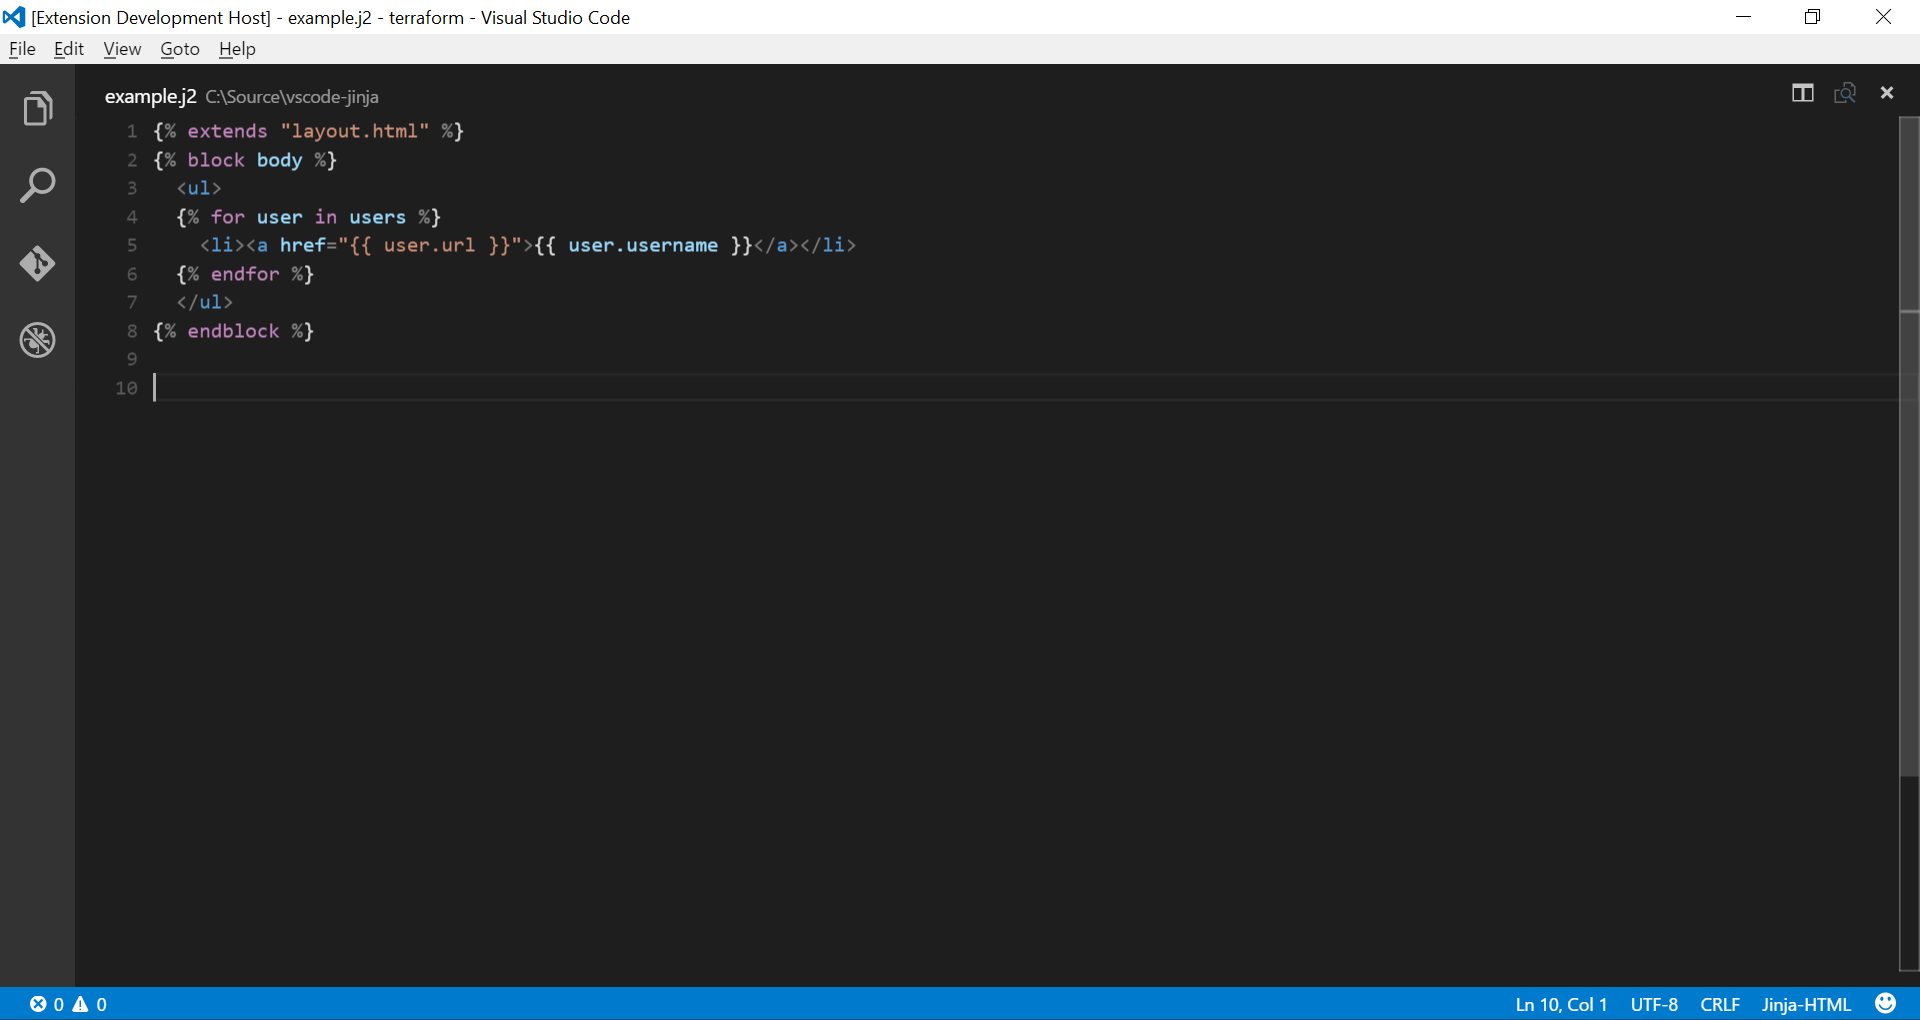 [Extension Development Host] - example.j2 - terraform - Visual Studio Code
File Edit View Goto Help
example.j2 C:\Source\vscode-jinja
1 {% extends "layout.html" %}
2 {% block body %}
3   <ul>
4   {% for user in users %}
5     <li><a href="{{ user.url }}">{{ user.username }}</a></li>
6   {% endfor %}
7   </ul>
8 {% endblock %}
9
10
0 0 Ln 10, Col 1 UTF-8 CRLF Jinja-HTML